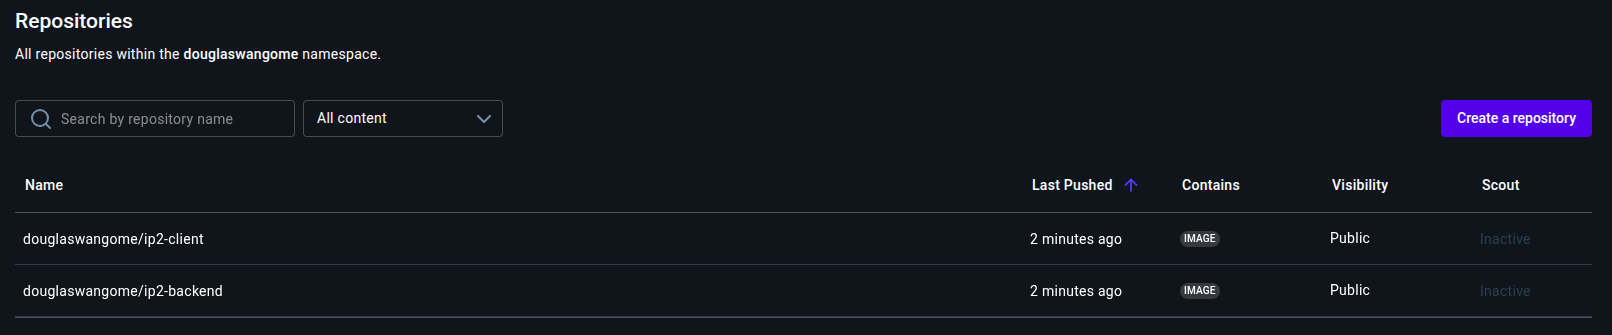 Repositories
All repositories within the douglaswangome namespace.
Search by repository name All content Create a repository
Name Last Pushed Contains Visibility Scout
douglaswangome/ip2-client 2 minutes ago IMAGE Public Inactive
douglaswangome/ip2-backend 2 minutes ago IMAGE Public Inactive